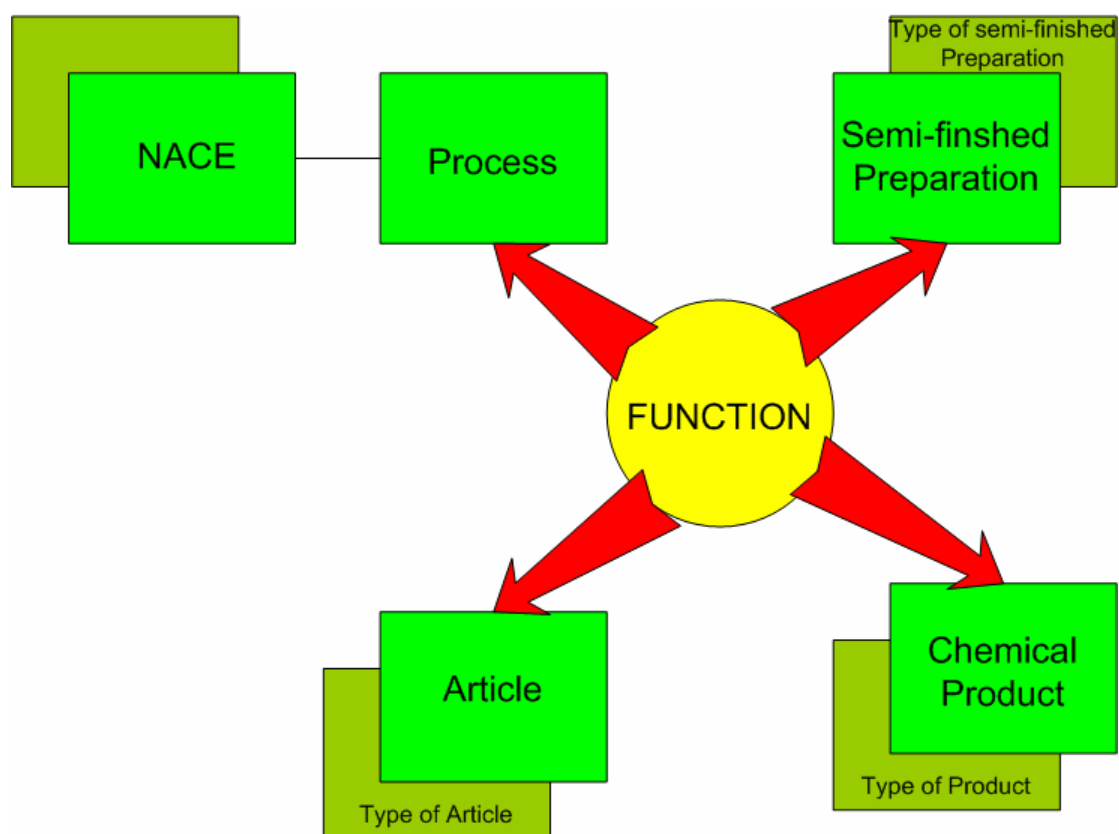 NACE
Process
Type of semi-finished
Preparation
Semi-finshed
Preparation
FUNCTION
Article
Type of Article
Chemical
Product
Type of Product